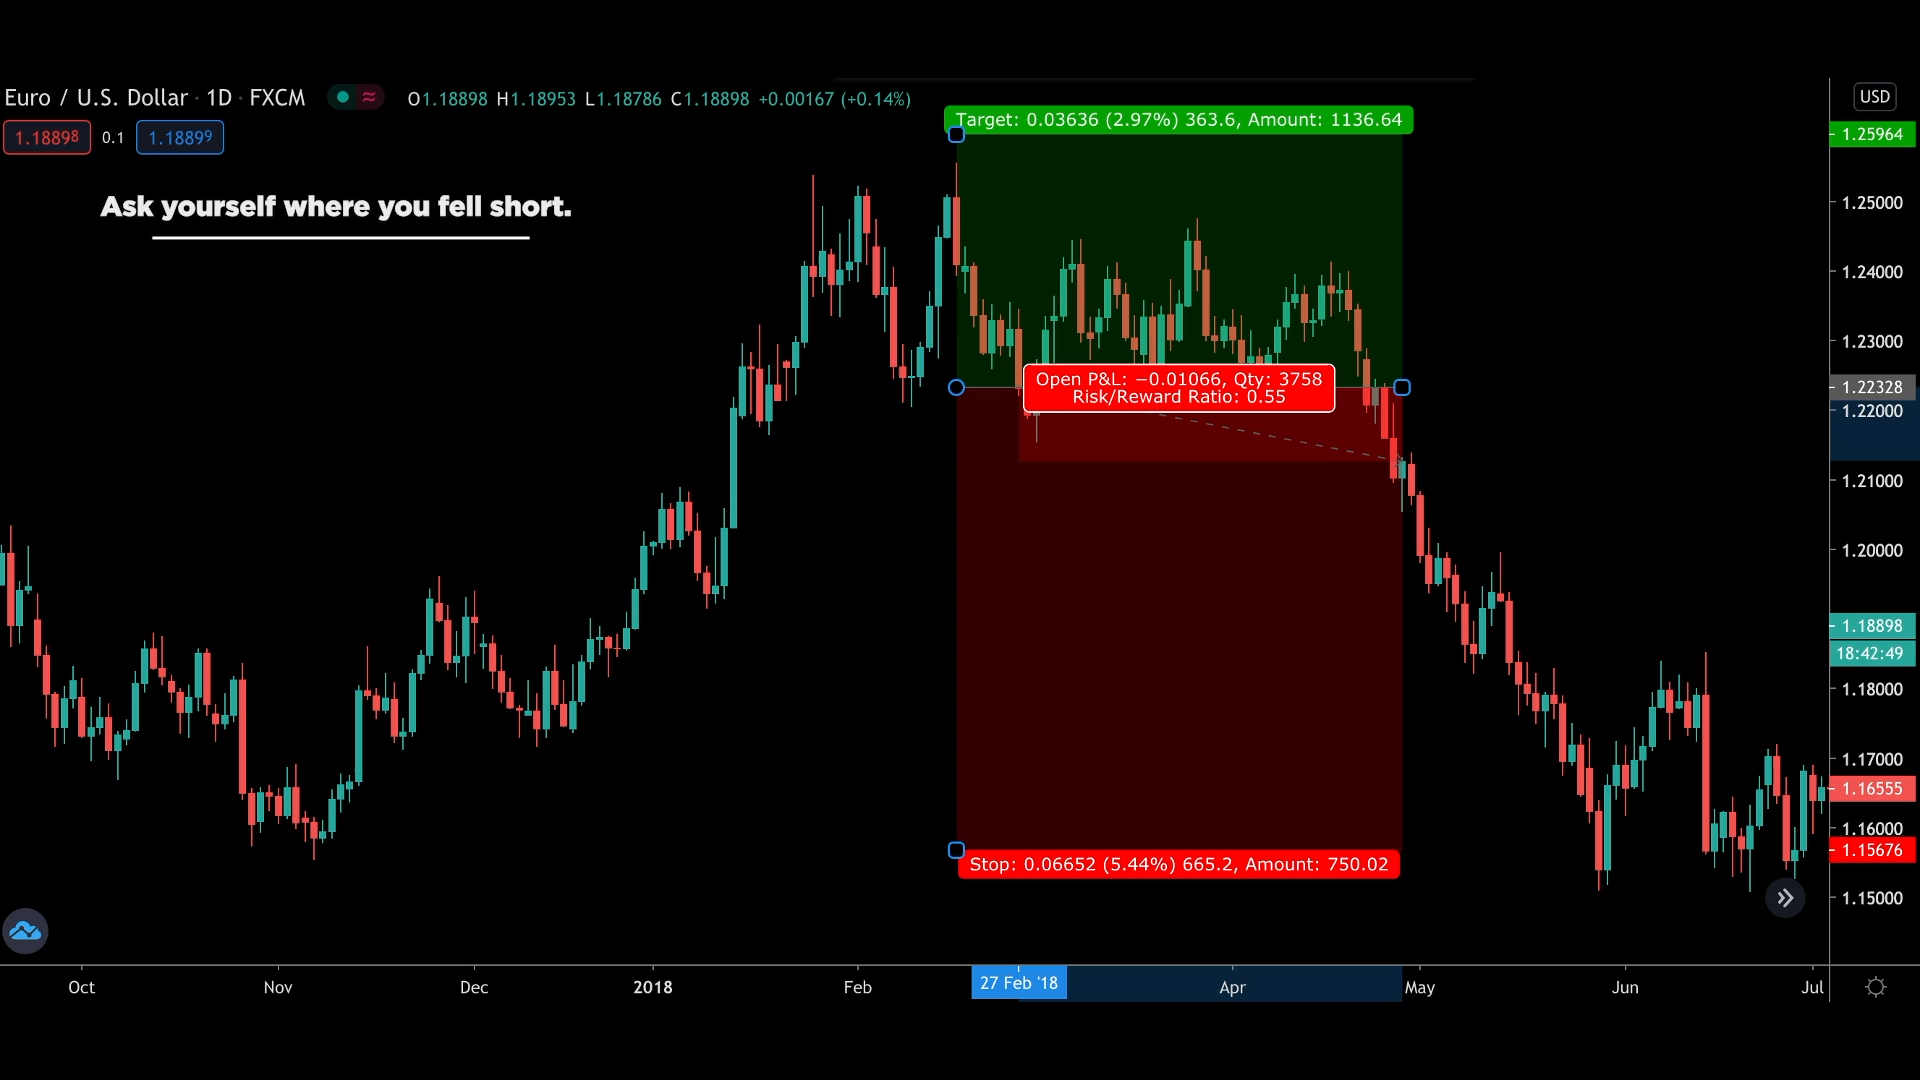 Euro / U.S. Dollar · 1D · FXCM O1.18898 H1.18953 L1.18786 C1.18898 +0.00167 (+0.14%)
USD
1.18898 0.1 1.18899
Target: 0.03636 (2.97%) 363.6, Amount: 1136.64
1.25964
Ask yourself where you fell short.
1.25000
1.24000
1.23000
Open P&L: −0.01066, Qty: 3758
Risk/Reward Ratio: 0.55
1.22328
1.22000
1.21000
1.20000
1.18898
18:42:49
1.18000
1.17000
1.16555
1.16000
1.15676
Stop: 0.06652 (5.44%) 665.2, Amount: 750.02
1.15000
Oct Nov Dec 2018 Feb 27 Feb '18 Apr May Jun Jul